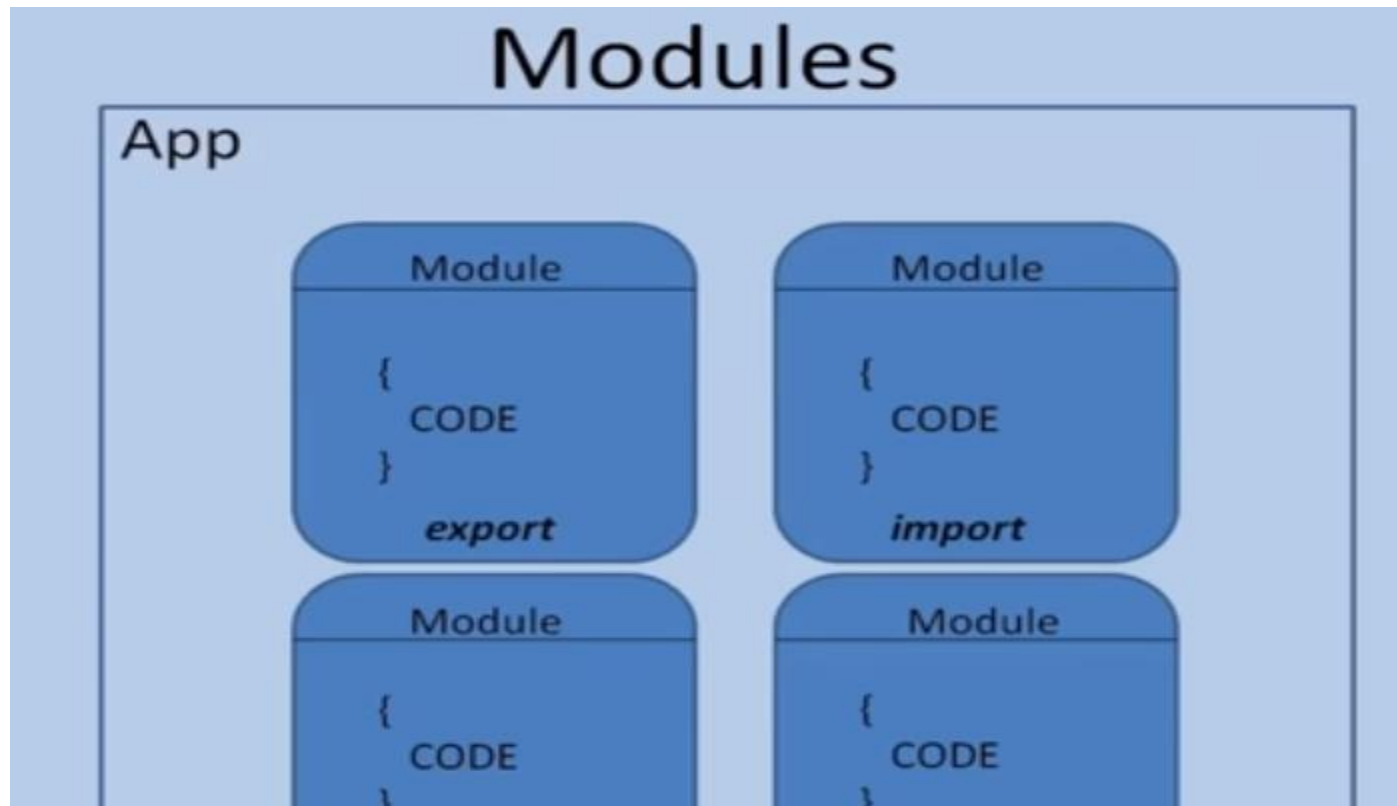 Modules
App
Module
{
CODE
}
export
Module
{
CODE
}
import
Module
{
CODE
}
Module
{
CODE
}